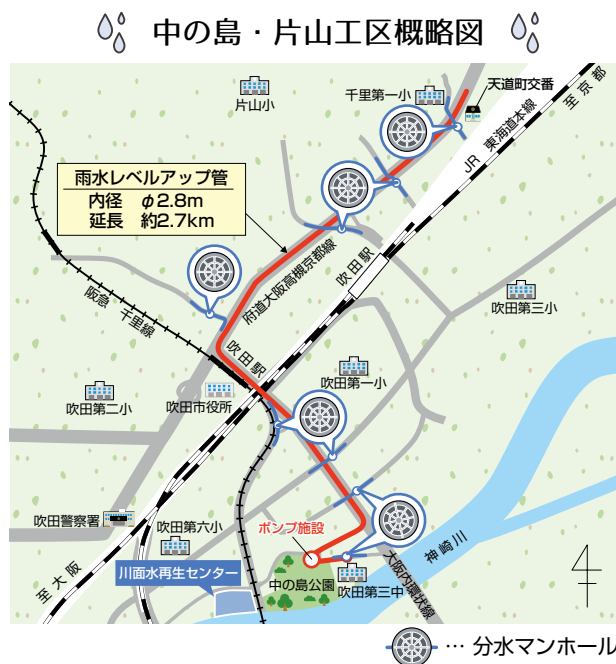 中の島・片山工区概略図
片山小
千里第一小
天道町交番
至京都
JR 東海道本線
雨水レベルアップ管
内径 φ2.8m
延長 約2.7km
府道大阪高槻京都線
吹田駅
吹田第三小
阪急 千里線
吹田駅
吹田第一小
吹田第二小
吹田市役所
吹田警察署
吹田第六小
ポンプ施設
神崎川
川面水再生センター
中の島公園
吹田第三中
大阪内環状線
至大阪
… 分水マンホール